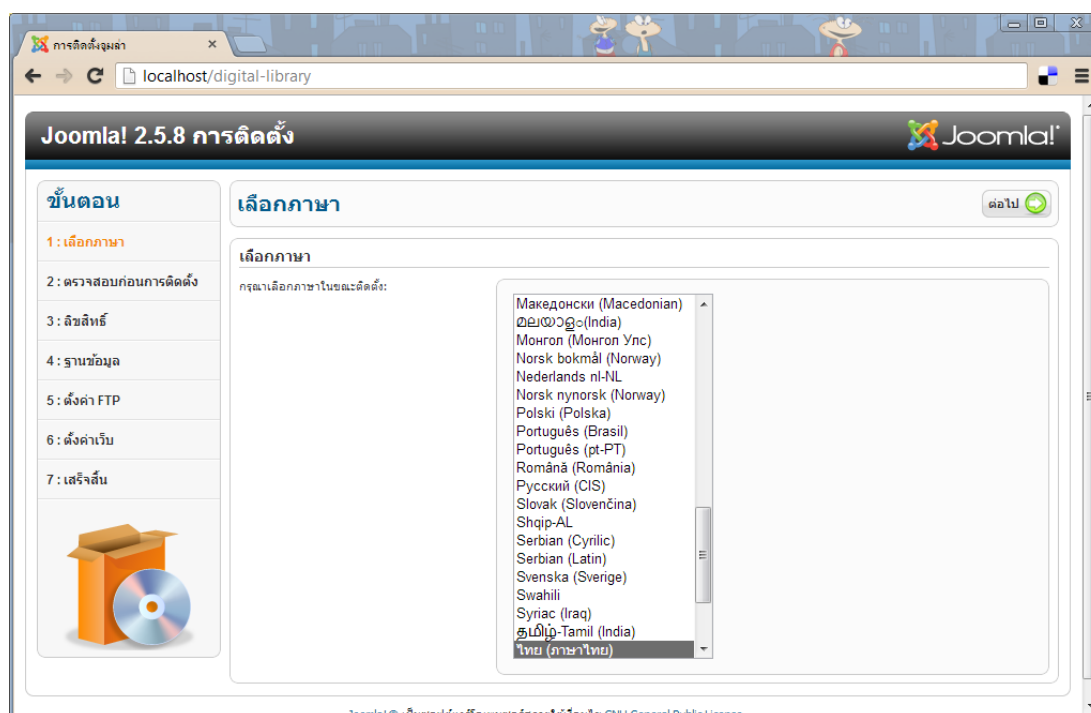 การติดตั้งจูมล่า
localhost/digital-library
Joomla! 2.5.8 การติดตั้ง
Joomla!
ขั้นตอน
1 : เลือกภาษา
2 : ตรวจสอบก่อนการติดตั้ง
3 : ลิขสิทธิ์
4 : ฐานข้อมูล
5 : ตั้งค่า FTP
6 : ตั้งค่าเว็บ
7 : เสร็จสิ้น
เลือกภาษา
ต่อไป
เลือกภาษา
กรุณาเลือกภาษาในขณะติดตั้ง:
Македонски (Macedonian)
മലയാളം(India)
Монгол (Монгол Улс)
Norsk bokmål (Norway)
Nederlands nl-NL
Norsk nynorsk (Norway)
Polski (Polska)
Português (Brasil)
Português (pt-PT)
Română (România)
Русский (CIS)
Slovak (Slovenčina)
Shqip-AL
Serbian (Cyrilic)
Serbian (Latin)
Svenska (Sverige)
Swahili
Syriac (Iraq)
தமிழ்-Tamil (India)
ไทย (ภาษาไทย)